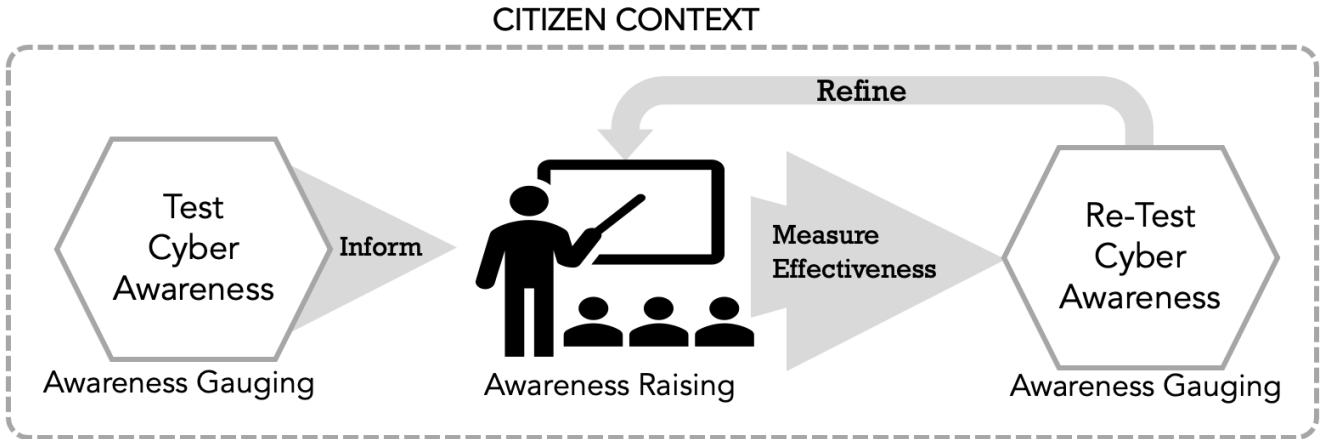 CITIZEN CONTEXT
Refine
Test
Cyber
Awareness
Inform
Measure
Effectiveness
Re-Test
Cyber
Awareness
Awareness Gauging
Awareness Raising
Awareness Gauging